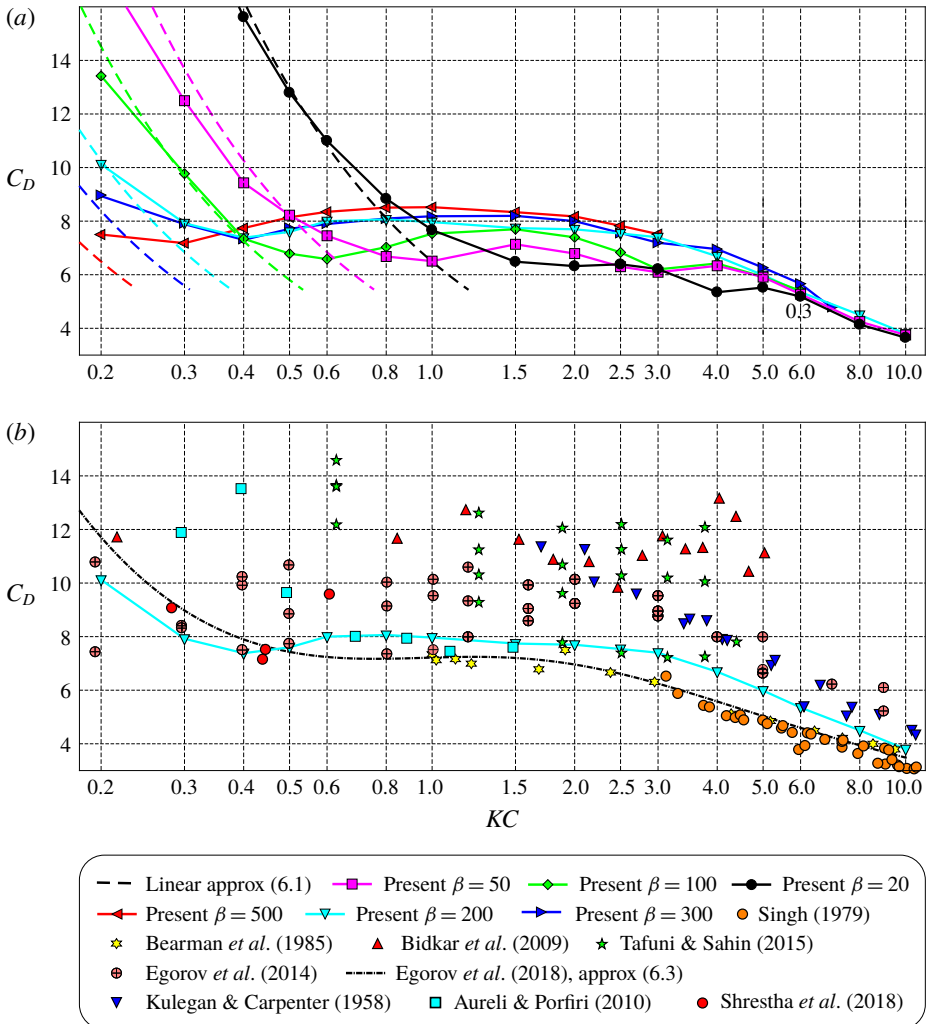 (a)
14
12
10
C_D
8
6
4
0.3
0.2 0.3 0.4 0.5 0.6 0.8 1.0 1.5 2.0 2.5 3.0 4.0 5.0 6.0 8.0 10.0
(b)
14
12
10
C_D
8
6
4
0.2 0.3 0.4 0.5 0.6 0.8 1.0 1.5 2.0 2.5 3.0 4.0 5.0 6.0 8.0 10.0
KC
Linear approx (6.1) Present β = 50 Present β = 100 Present β = 20
Present β = 500 Present β = 200 Present β = 300 Singh (1979)
Bearman et al. (1985) Bidkar et al. (2009) Tafuni & Sahin (2015)
Egorov et al. (2014) Egorov et al. (2018), approx (6.3)
Kulegan & Carpenter (1958) Aureli & Porfiri (2010) Shrestha et al. (2018)